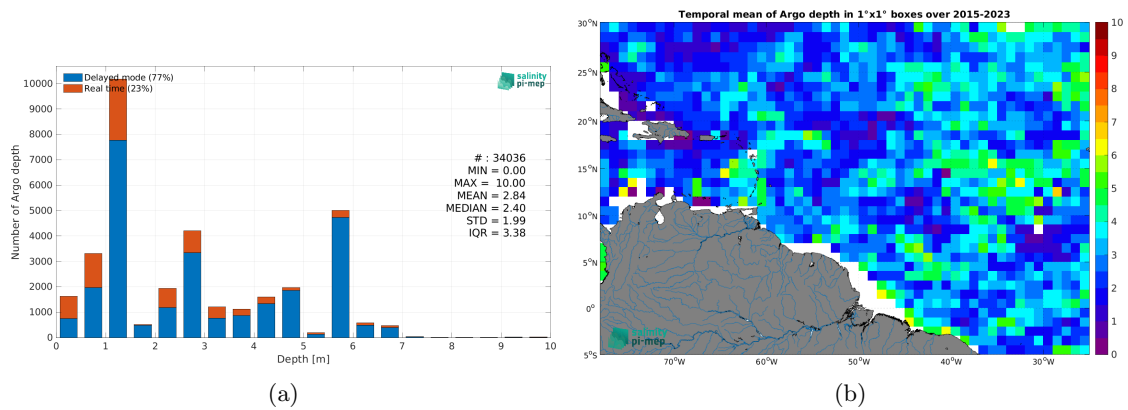 Delayed mode (77%)
Real time (23%)
salinity
pi-mep
10000
9000
8000
7000
6000
5000
4000
3000
2000
1000
0
Number of Argo depth
# : 34036
MIN = 0.00
MAX = 10.00
MEAN = 2.84
MEDIAN = 2.40
STD = 1.99
IQR = 3.38
0 1 2 3 4 5 6 7 8 9 10
Depth [m]
(a)
Temporal mean of Argo depth in 1°x1° boxes over 2015-2023
30°N
25°N
20°N
15°N
10°N
5°N
0°
5°S
70°W 60°W 50°W 40°W 30°W
salinity
pi-mep
10
9
8
7
6
5
4
3
2
1
0
(b)